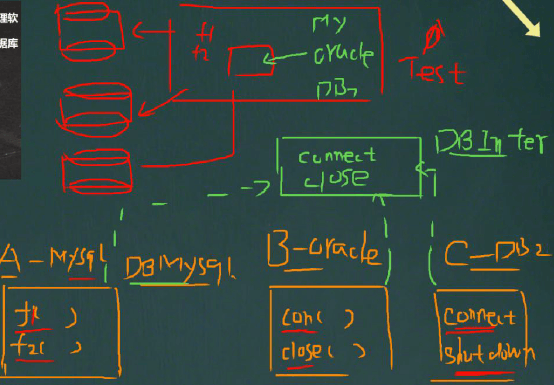 理软
据库
f1
f2
My
oracle
DB2
Test
connect
close
DBInter
A-Mysql
DBMysql
B-oracle
C-DB2
f1( )
f2( )
con( )
close( )
connect
shutdown